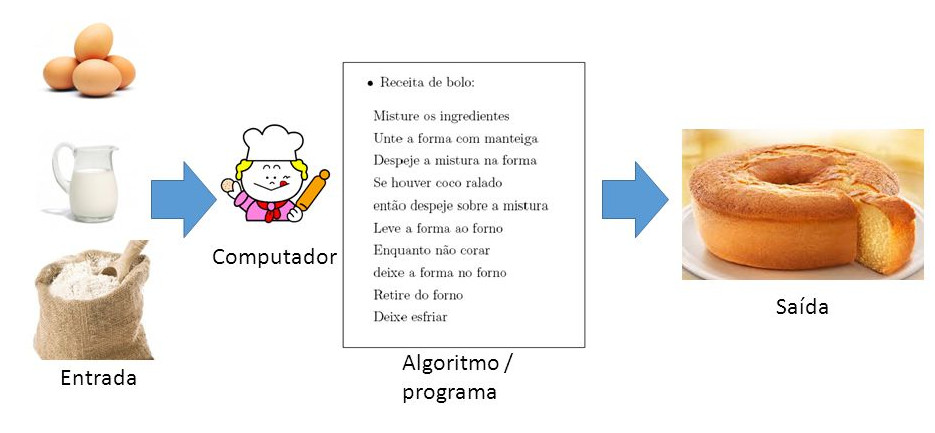 • Receita de bolo:
Misture os ingredientes
Unte a forma com manteiga
Despeje a mistura na forma
Se houver coco ralado
então despeje sobre a mistura
Leve a forma ao forno
Enquanto não corar
deixe a forma no forno
Retire do forno
Deixe esfriar
Computador
Entrada
Algoritmo /
programa
Saída